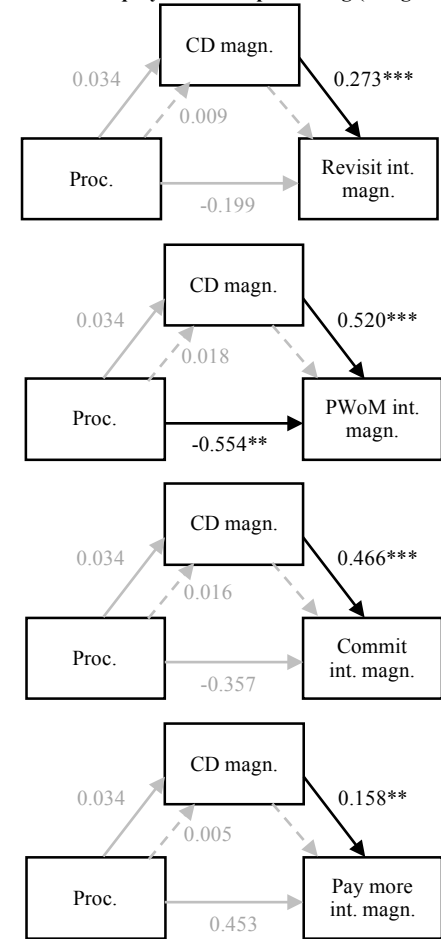 CD magn.
0.034
0.273***
0.009
Proc.
Revisit int.
magn.
-0.199
CD magn.
0.034
0.520***
0.018
Proc.
PWoM int.
magn.
-0.554**
CD magn.
0.034
0.466***
0.016
Proc.
Commit
int. magn.
-0.357
CD magn.
0.034
0.158**
0.005
Proc.
Pay more
int. magn.
0.453